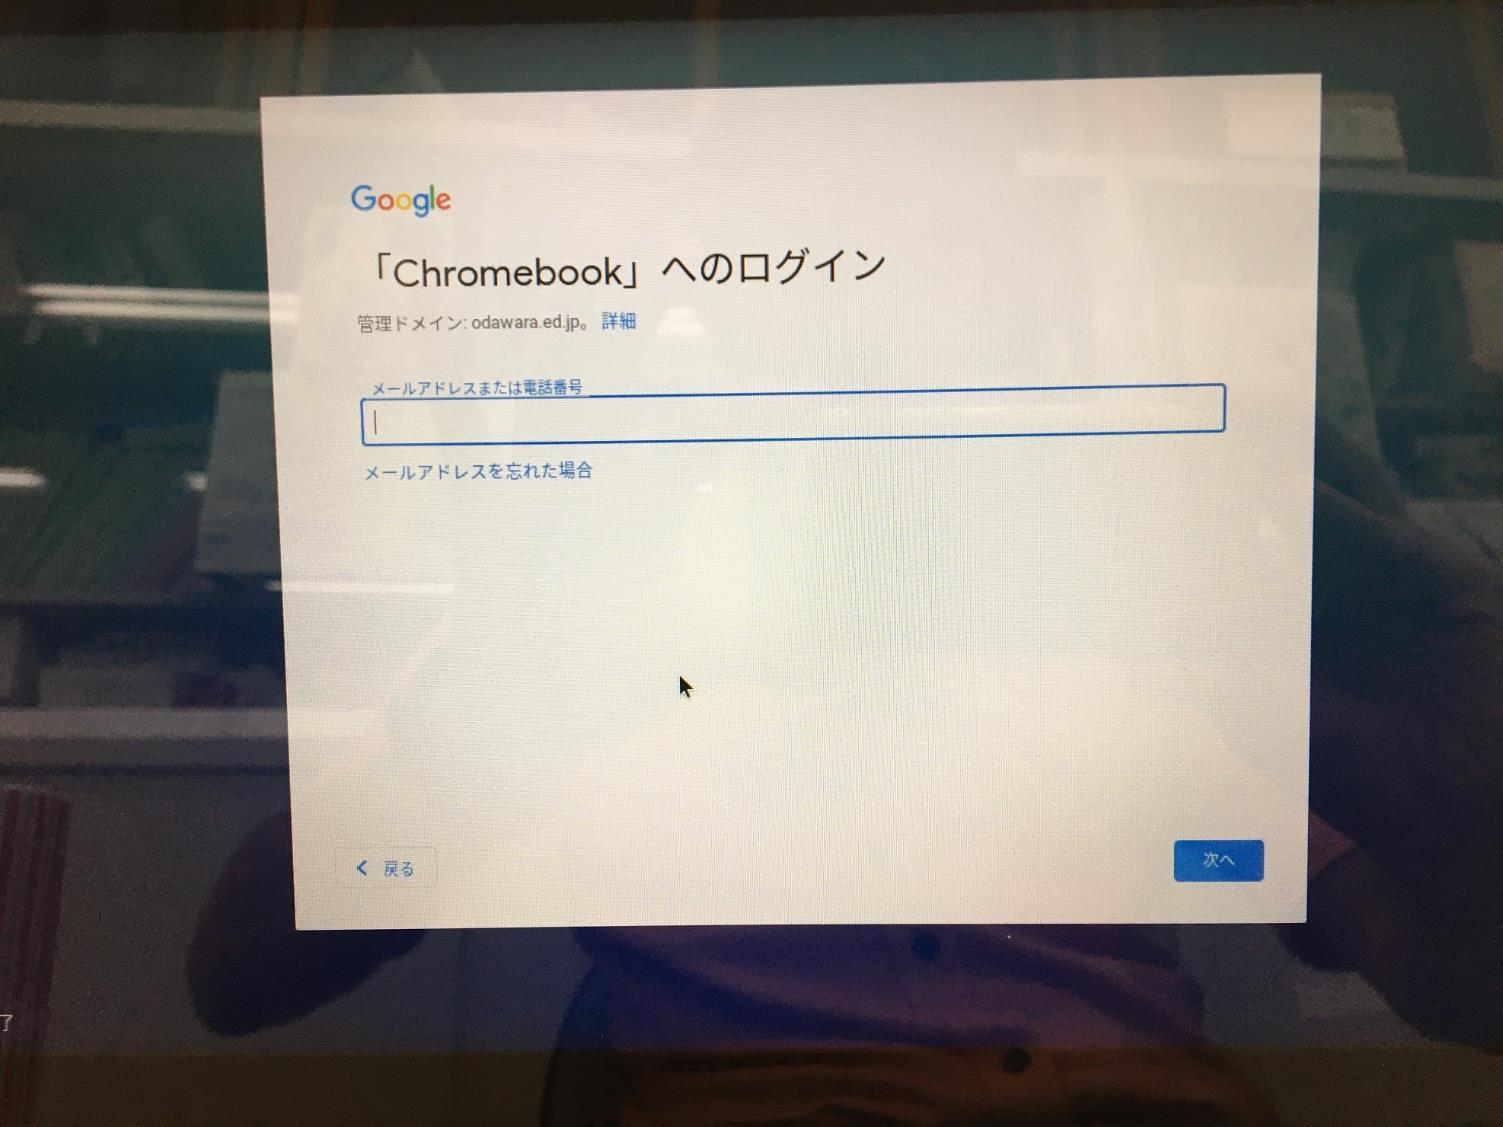 Google
「Chromebook」へのログイン
管理ドメイン: odawara.ed.jp。 詳細
メールアドレスまたは電話番号
メールアドレスを忘れた場合
戻る
次へ
了